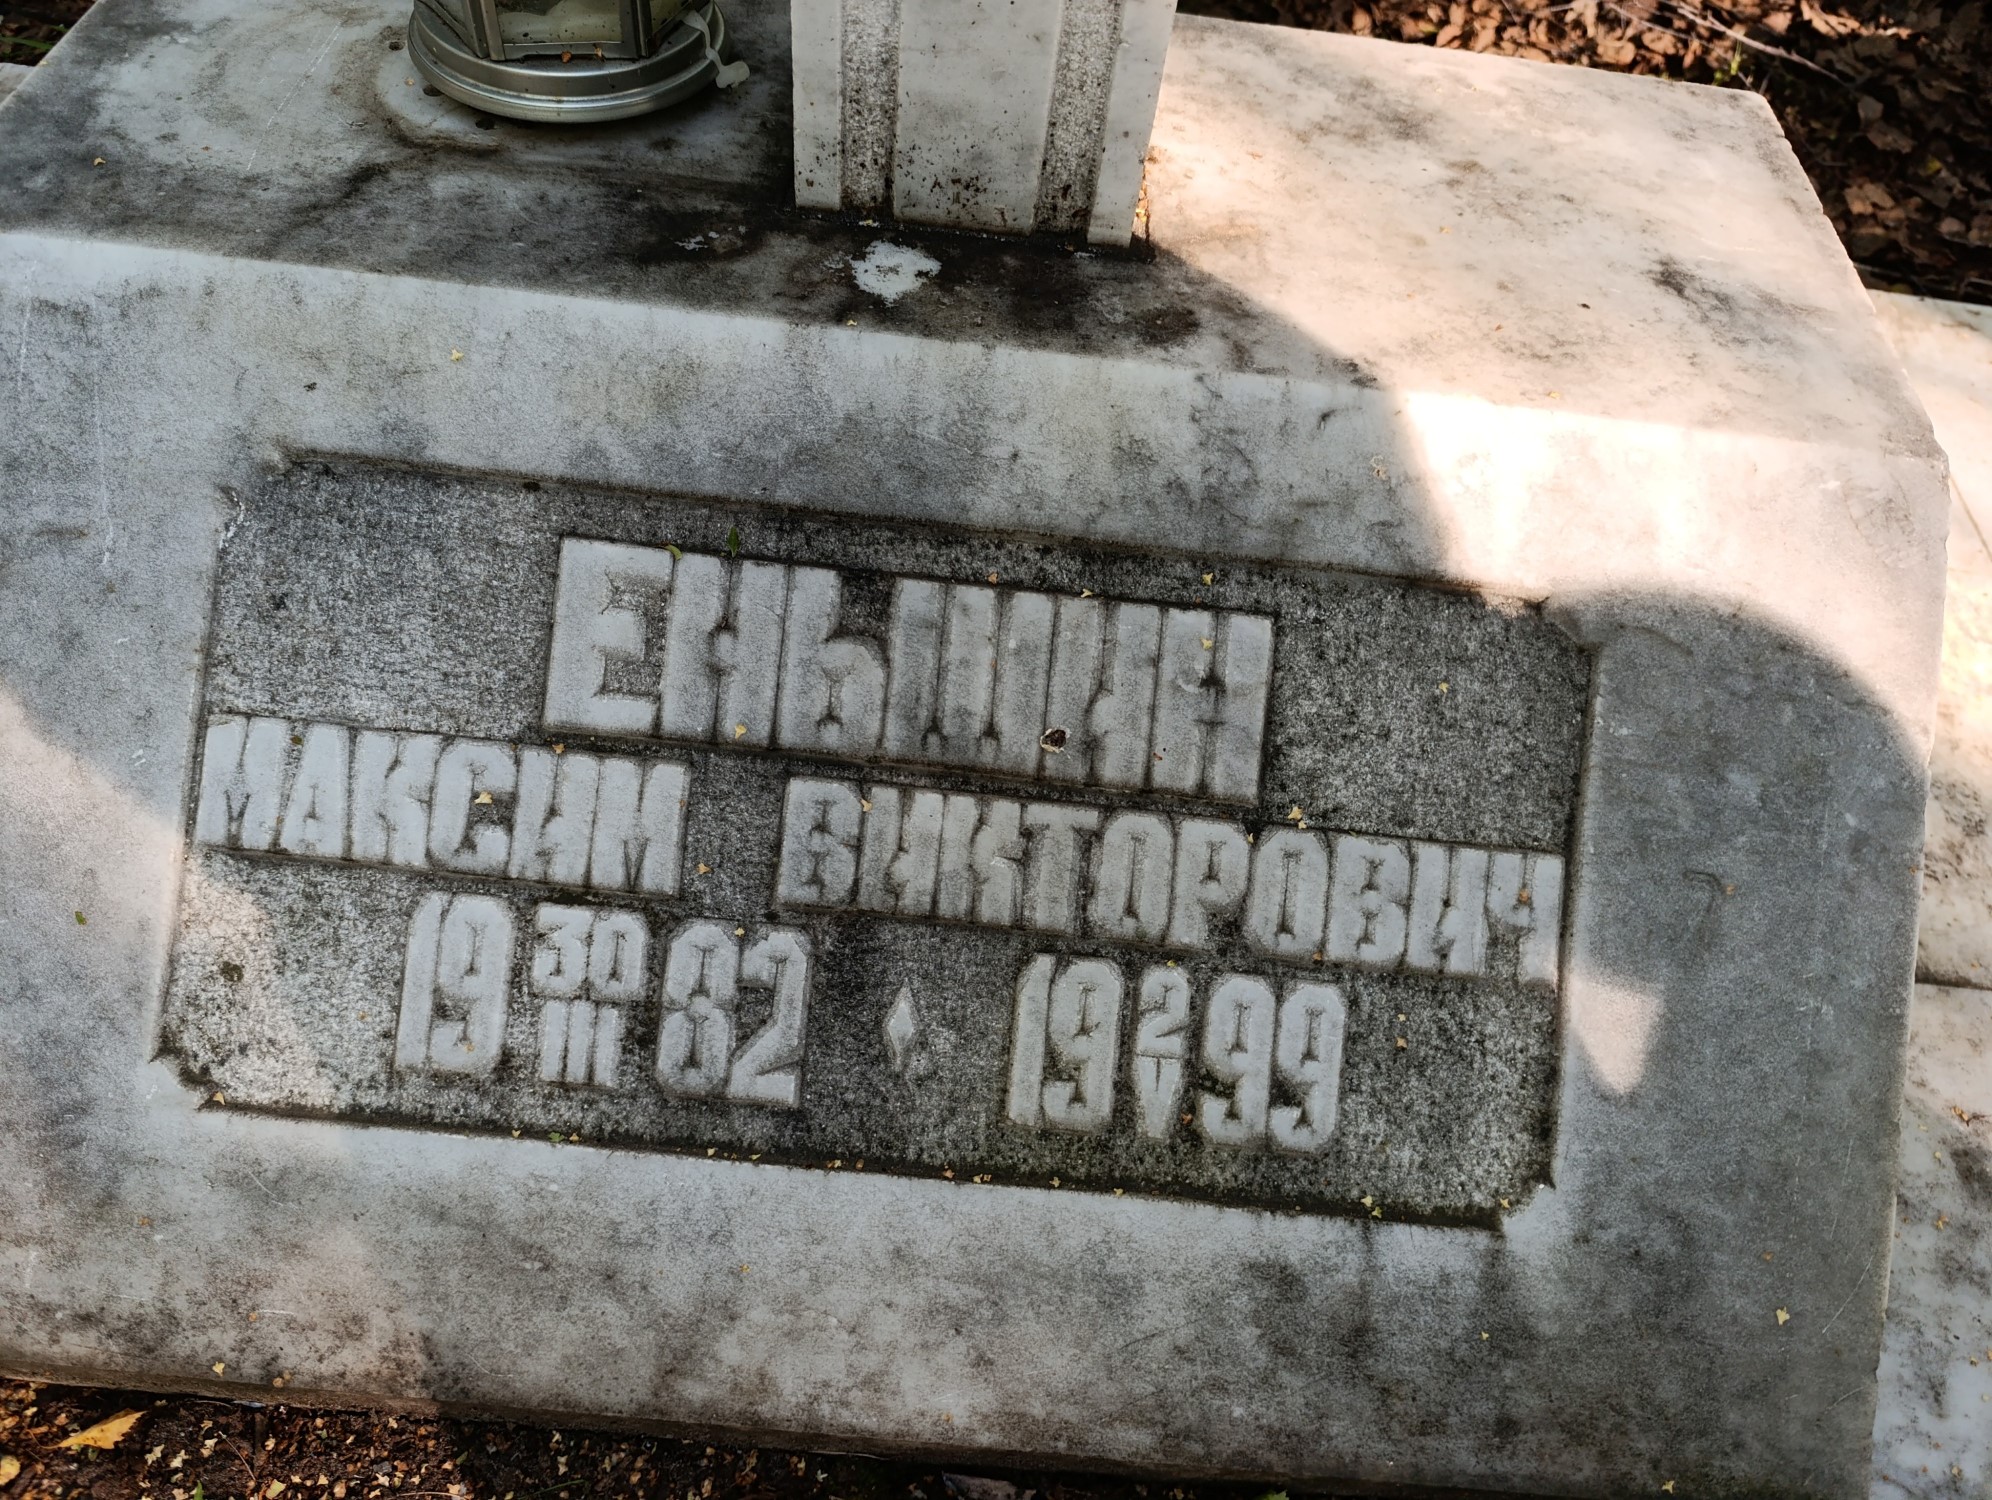 ЕНЬШИН
МАКСИМ ВИКТОРОВИЧ
19 30/III 82 ♦ 19 2/V 99